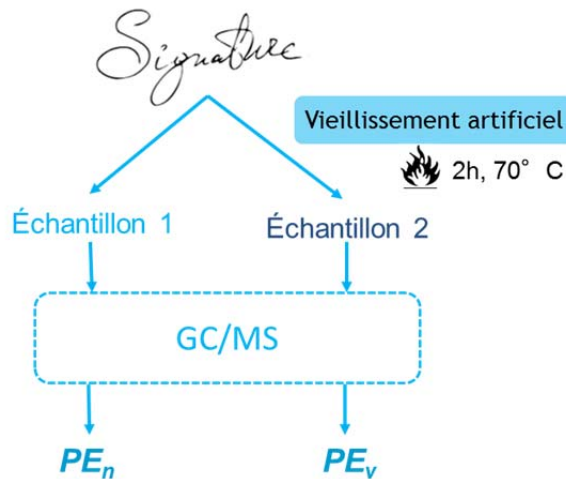 Signature
Vieillissement artificiel
2h, 70° C
Échantillon 1
Échantillon 2
GC/MS
PEn
PEv